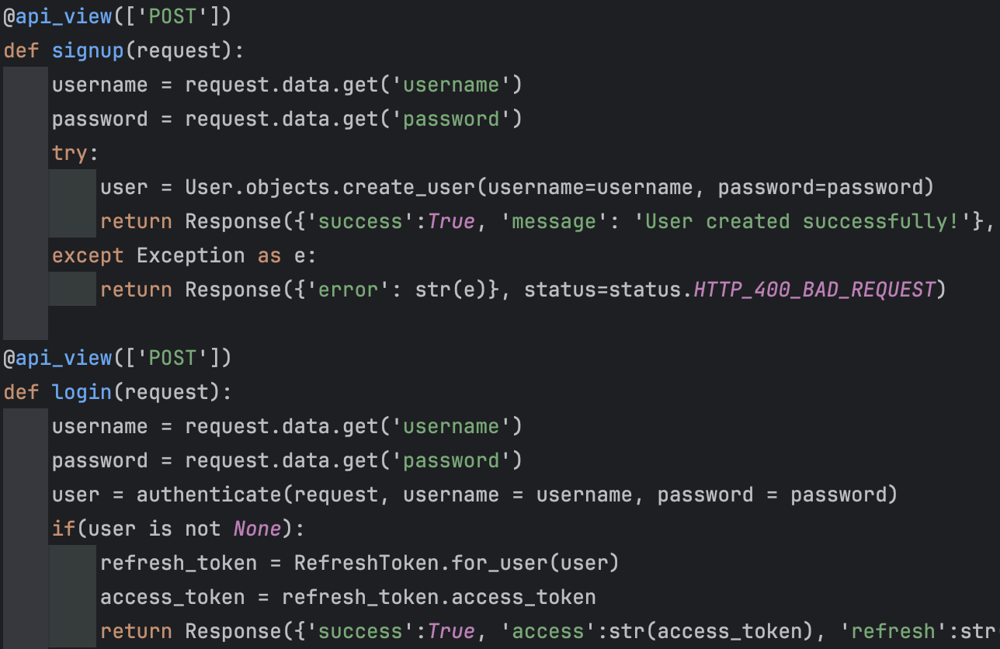 @api_view(['POST'])
def signup(request):
    username = request.data.get('username')
    password = request.data.get('password')
    try:
        user = User.objects.create_user(username=username, password=password)
        return Response({'success':True, 'message': 'User created successfully!'},
    except Exception as e:
        return Response({'error': str(e)}, status=status.HTTP_400_BAD_REQUEST)

@api_view(['POST'])
def login(request):
    username = request.data.get('username')
    password = request.data.get('password')
    user = authenticate(request, username = username, password = password)
    if(user is not None):
        refresh_token = RefreshToken.for_user(user)
        access_token = refresh_token.access_token
        return Response({'success':True, 'access':str(access_token), 'refresh':str